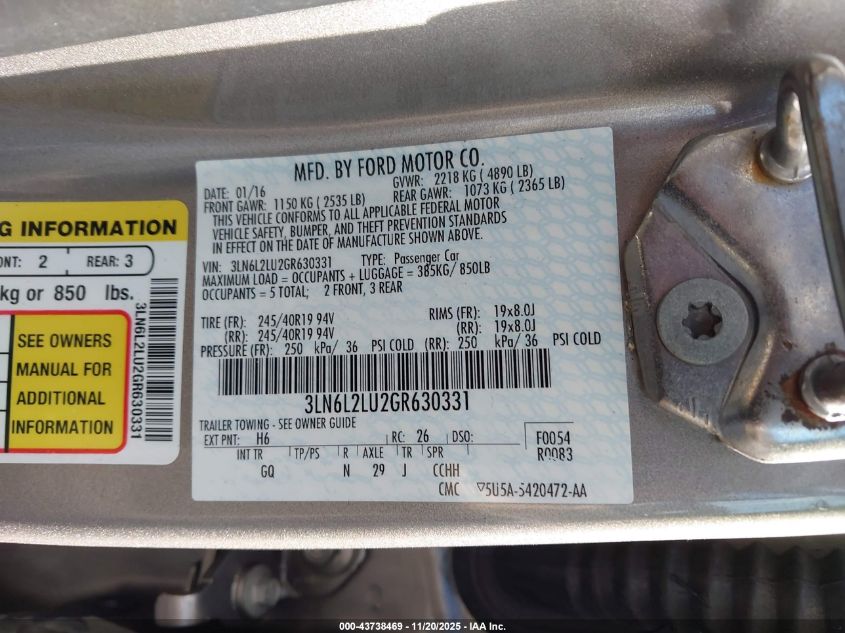 MFD. BY FORD MOTOR CO.
DATE: 01/16 GVWR: 2218 KG ( 4890 LB)
FRONT GAWR: 1150 KG ( 2535 LB) REAR GAWR: 1073 KG ( 2365 LB)
THIS VEHICLE CONFORMS TO ALL APPLICABLE FEDERAL MOTOR
VEHICLE SAFETY, BUMPER, AND THEFT PREVENTION STANDARDS
IN EFFECT ON THE DATE OF MANUFACTURE SHOWN ABOVE.
VIN: 3LN6L2LU2GR630331 TYPE: Passenger Car
MAXIMUM LOAD = OCCUPANTS + LUGGAGE = 385KG/ 850LB
OCCUPANTS = 5 TOTAL; 2 FRONT, 3 REAR
TIRE (FR): 245/40R19 94V RIMS (FR): 19x8.0J
(RR): 245/40R19 94V (RR): 19x8.0J
PRESSURE (FR): 250 kPa/ 36 PSI COLD (RR): 250 kPa/ 36 PSI COLD
3LN6L2LU2GR630331
TRAILER TOWING - SEE OWNER GUIDE
EXT PNT: H6 RC: 26 DSO: F0054
INT TR TP/PS R AXLE TR SPR R0083
GQ N 29 J CCHH
CMC 5U5A-5420472-AA
G INFORMATION
NT: 2 REAR: 3
kg or 850 lbs.
SEE OWNERS
MANUAL FOR
ADDITIONAL
INFORMATION
3LN6L2LU2GR630331
000-43738469 - 11/20/2025 - IAAI.COM